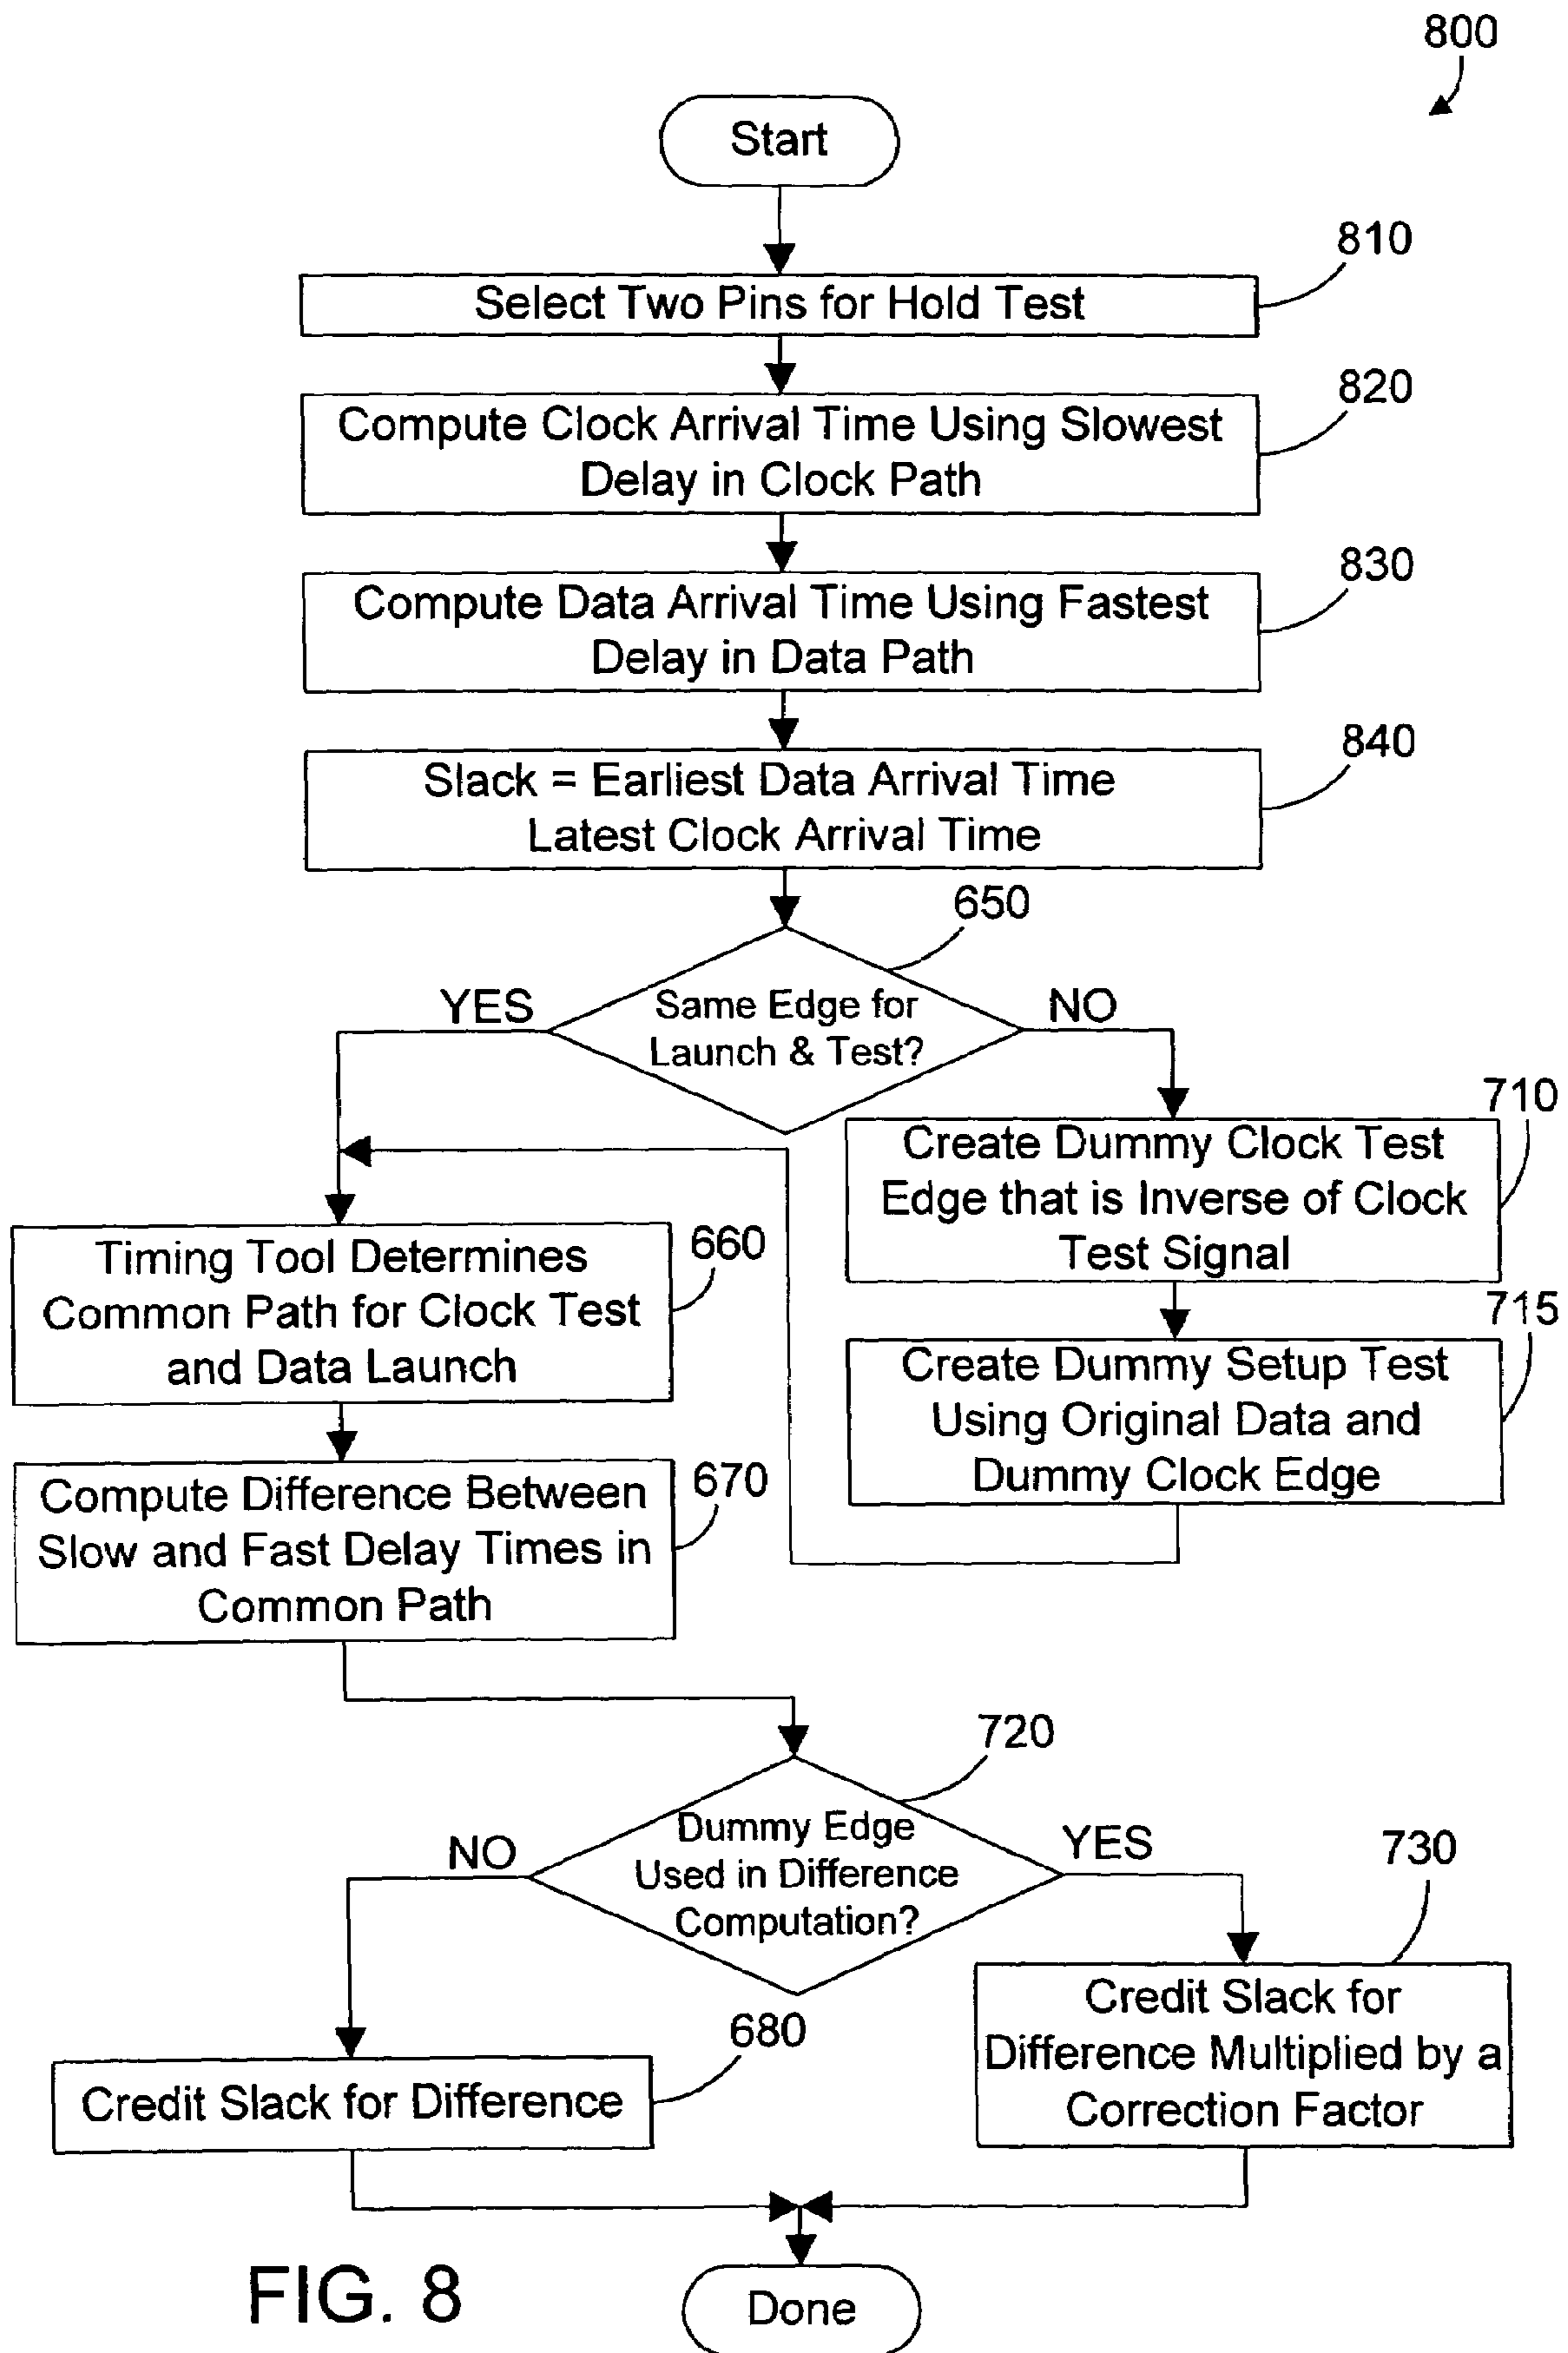 800
Start
810
Select Two Pins for Hold Test
820
Compute Clock Arrival Time Using Slowest
Delay in Clock Path
830
Compute Data Arrival Time Using Fastest
Delay in Data Path
840
Slack = Earliest Data Arrival Time
Latest Clock Arrival Time
650
YES
Same Edge for
Launch & Test?
NO
710
Create Dummy Clock Test
Edge that is Inverse of Clock
Test Signal
660
Timing Tool Determines
Common Path for Clock Test
and Data Launch
715
Create Dummy Setup Test
Using Original Data and
Dummy Clock Edge
670
Compute Difference Between
Slow and Fast Delay Times in
Common Path
720
NO
Dummy Edge
Used in Difference
Computation?
YES
730
Credit Slack for
Difference Multiplied by a
Correction Factor
680
Credit Slack for Difference
FIG. 8
Done